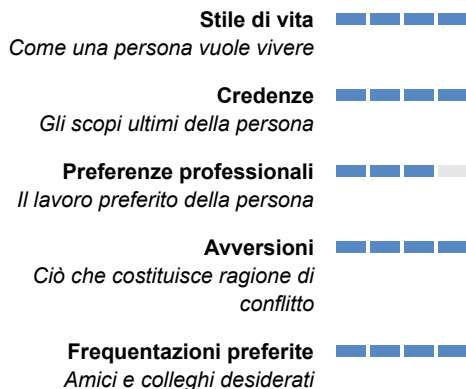 Stile di vita
Come una persona vuole vivere
Credenze
Gli scopi ultimi della persona
Preferenze professionali
Il lavoro preferito della persona
Avversioni
Ciò che costituisce ragione di
conflitto
Frequentazioni preferite
Amici e colleghi desiderati